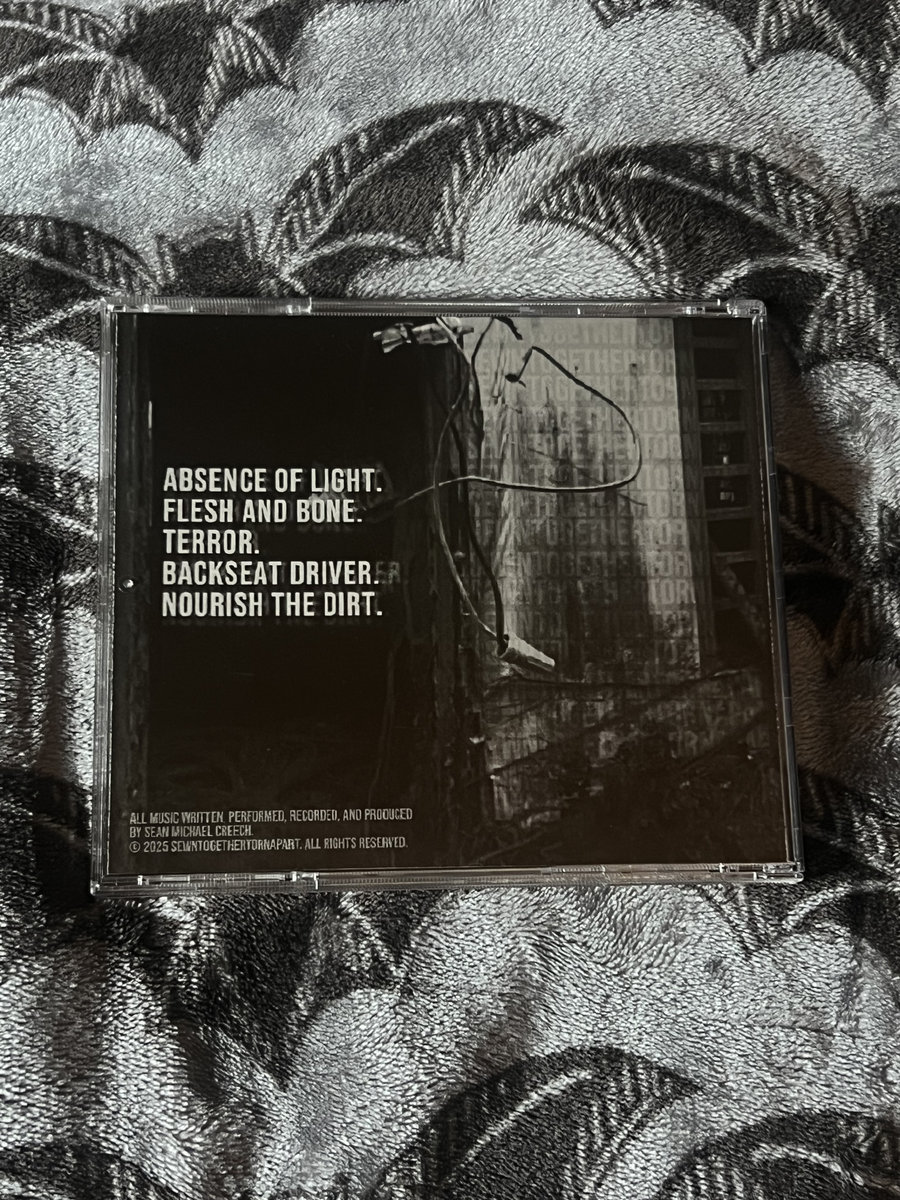 ABSENCE OF LIGHT.
FLESH AND BONE.
TERROR.
BACKSEAT DRIVER.
NOURISH THE DIRT.
ALL MUSIC WRITTEN, PERFORMED, RECORDED, AND PRODUCED
BY SEAN MICHAEL CREECH.
© 2025 SEWNTOGETHERTORNAPART. ALL RIGHTS RESERVED.